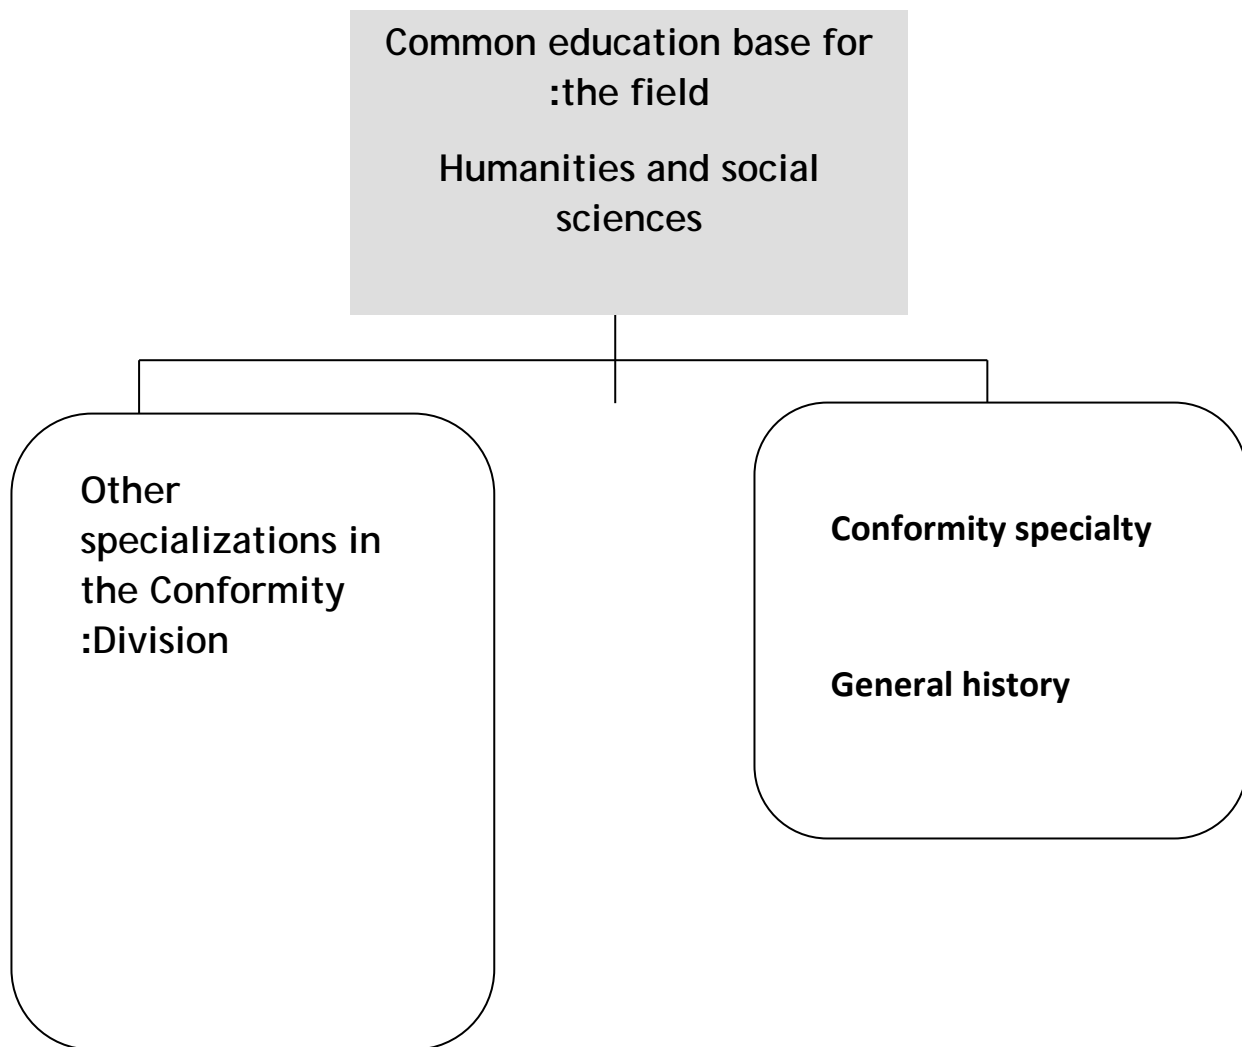 Common education base for
:the field
Humanities and social
sciences
Other
specializations in
the Conformity
:Division
Conformity specialty
General history